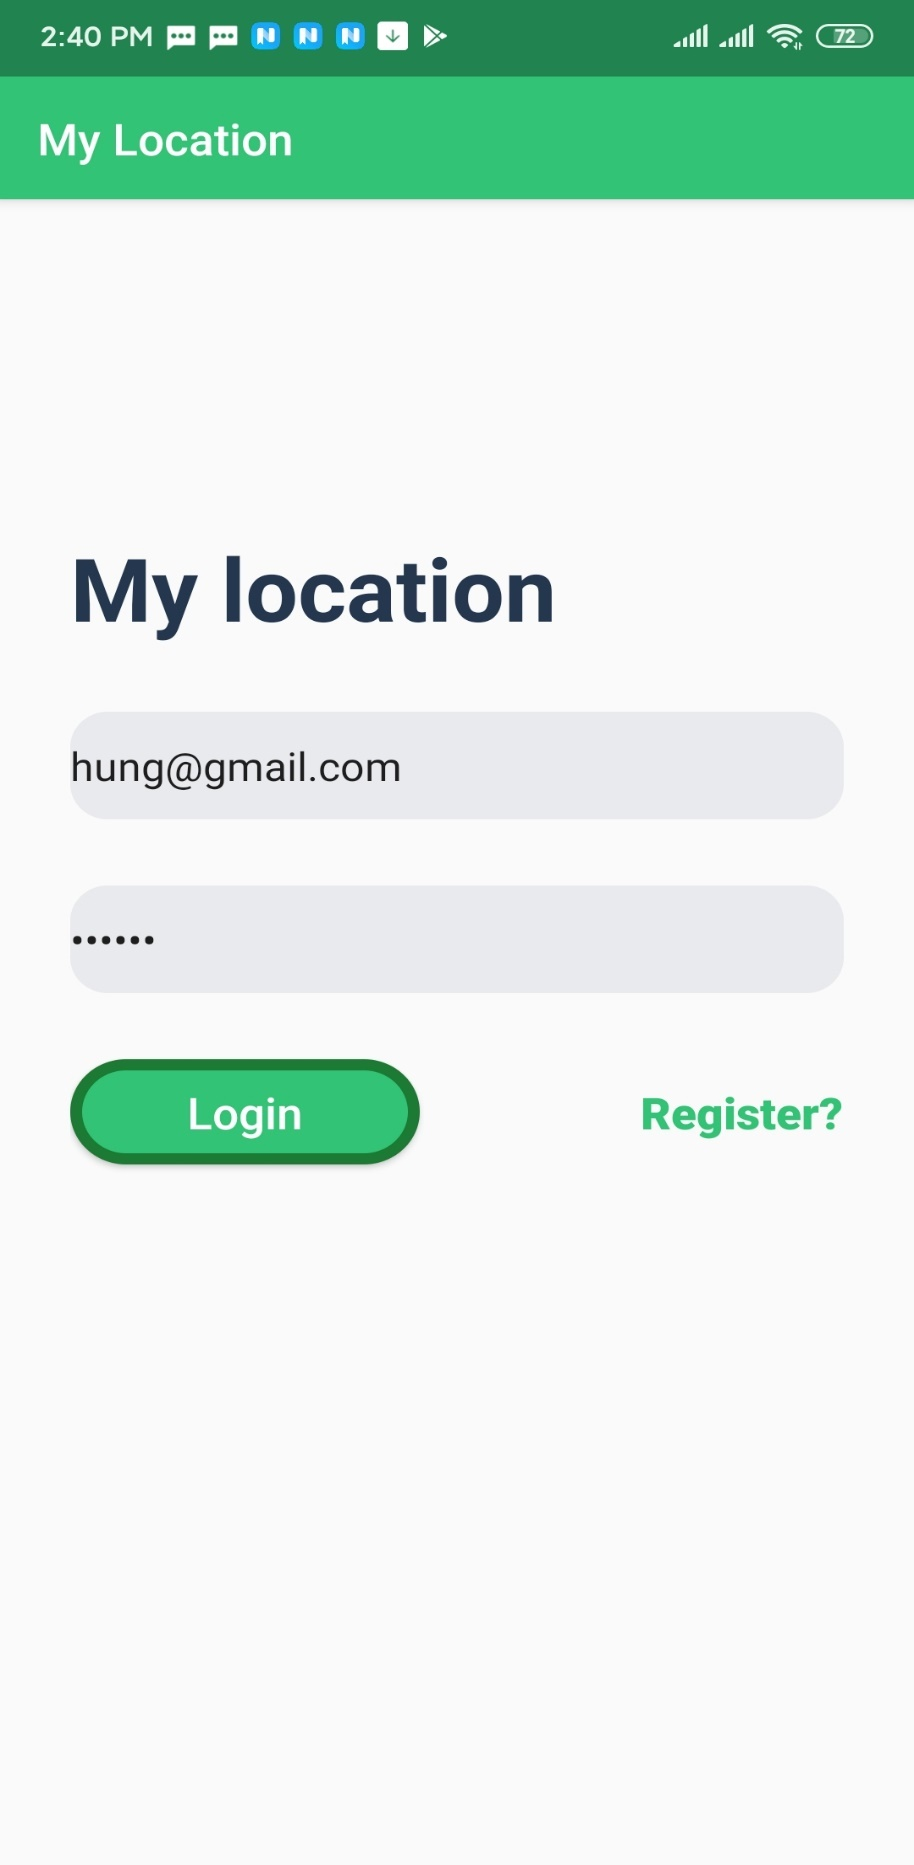 2:40 PM
72
My Location
My location
hung@gmail.com
••••••
Login
Register?